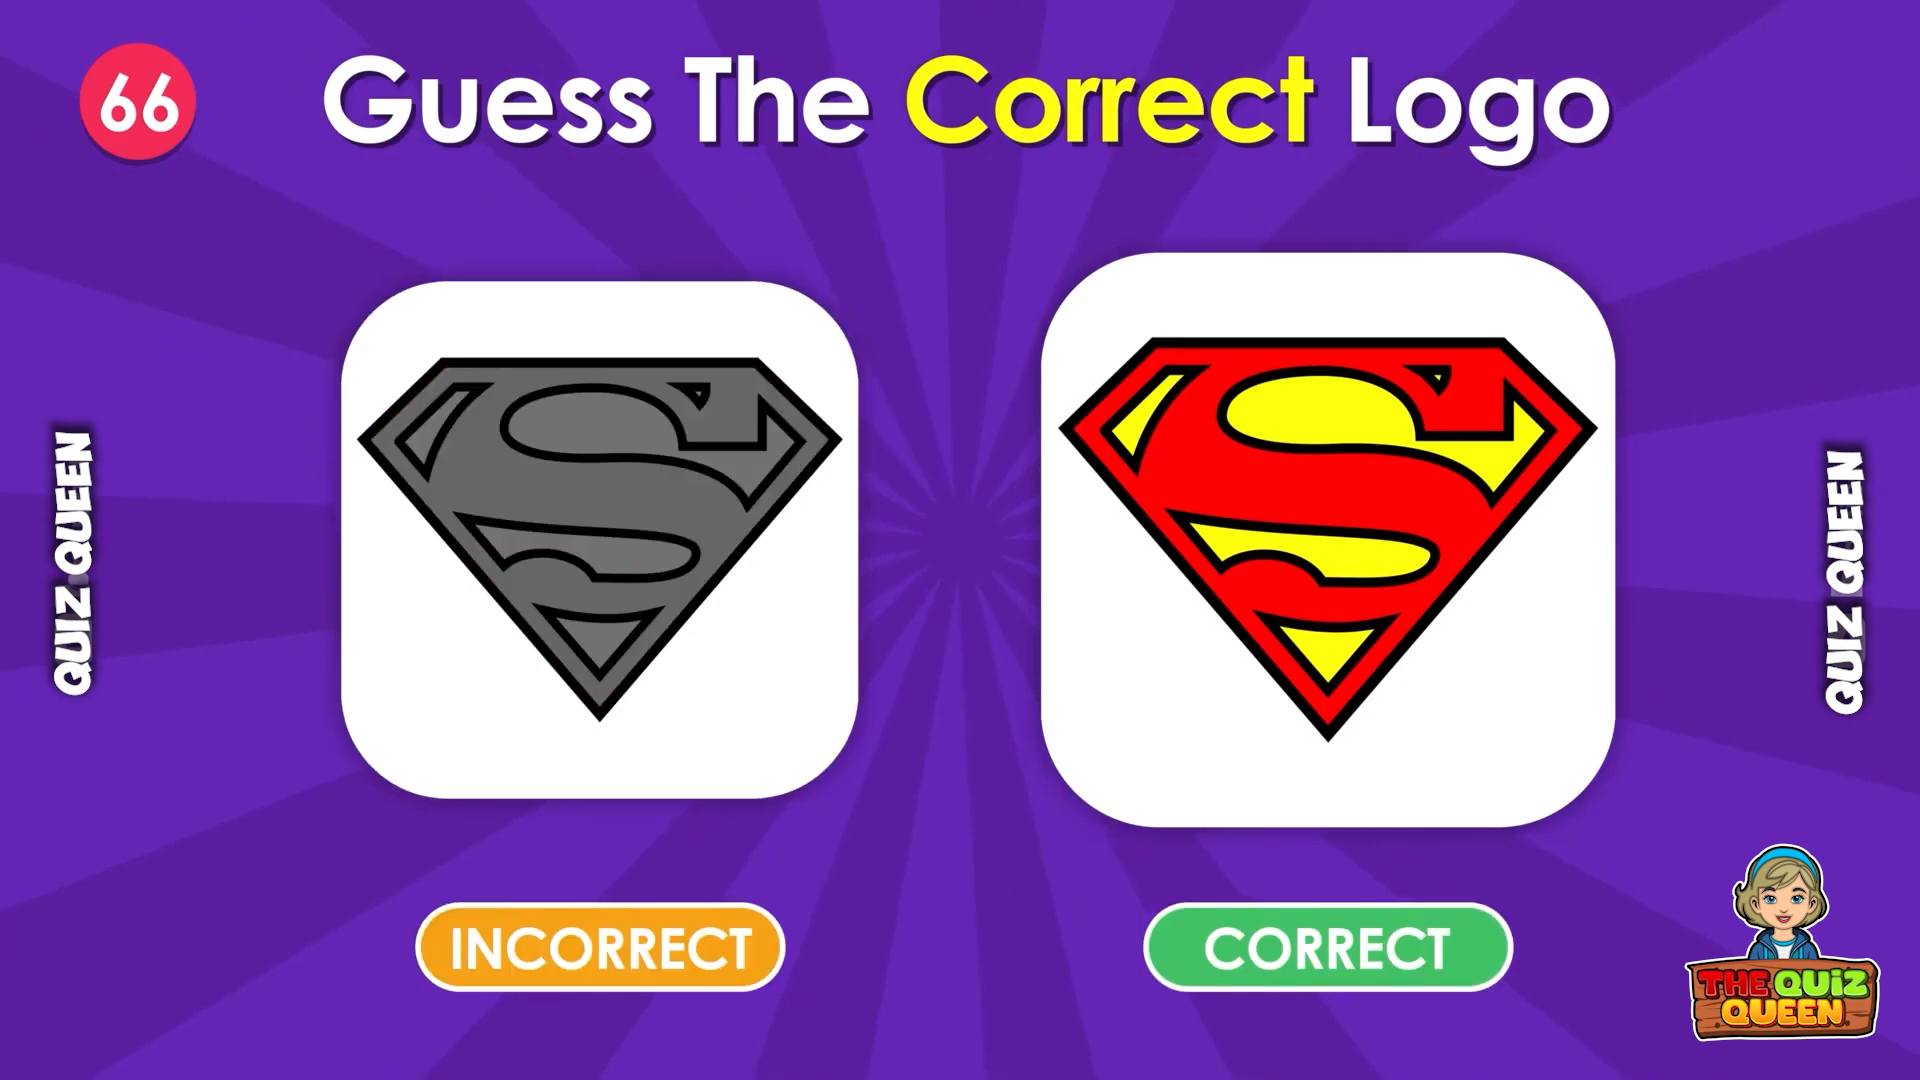 66
Guess The Correct Logo
QUIZ QUEEN
QUIZ QUEEN
INCORRECT
CORRECT
THE QUiZ
QUEEN